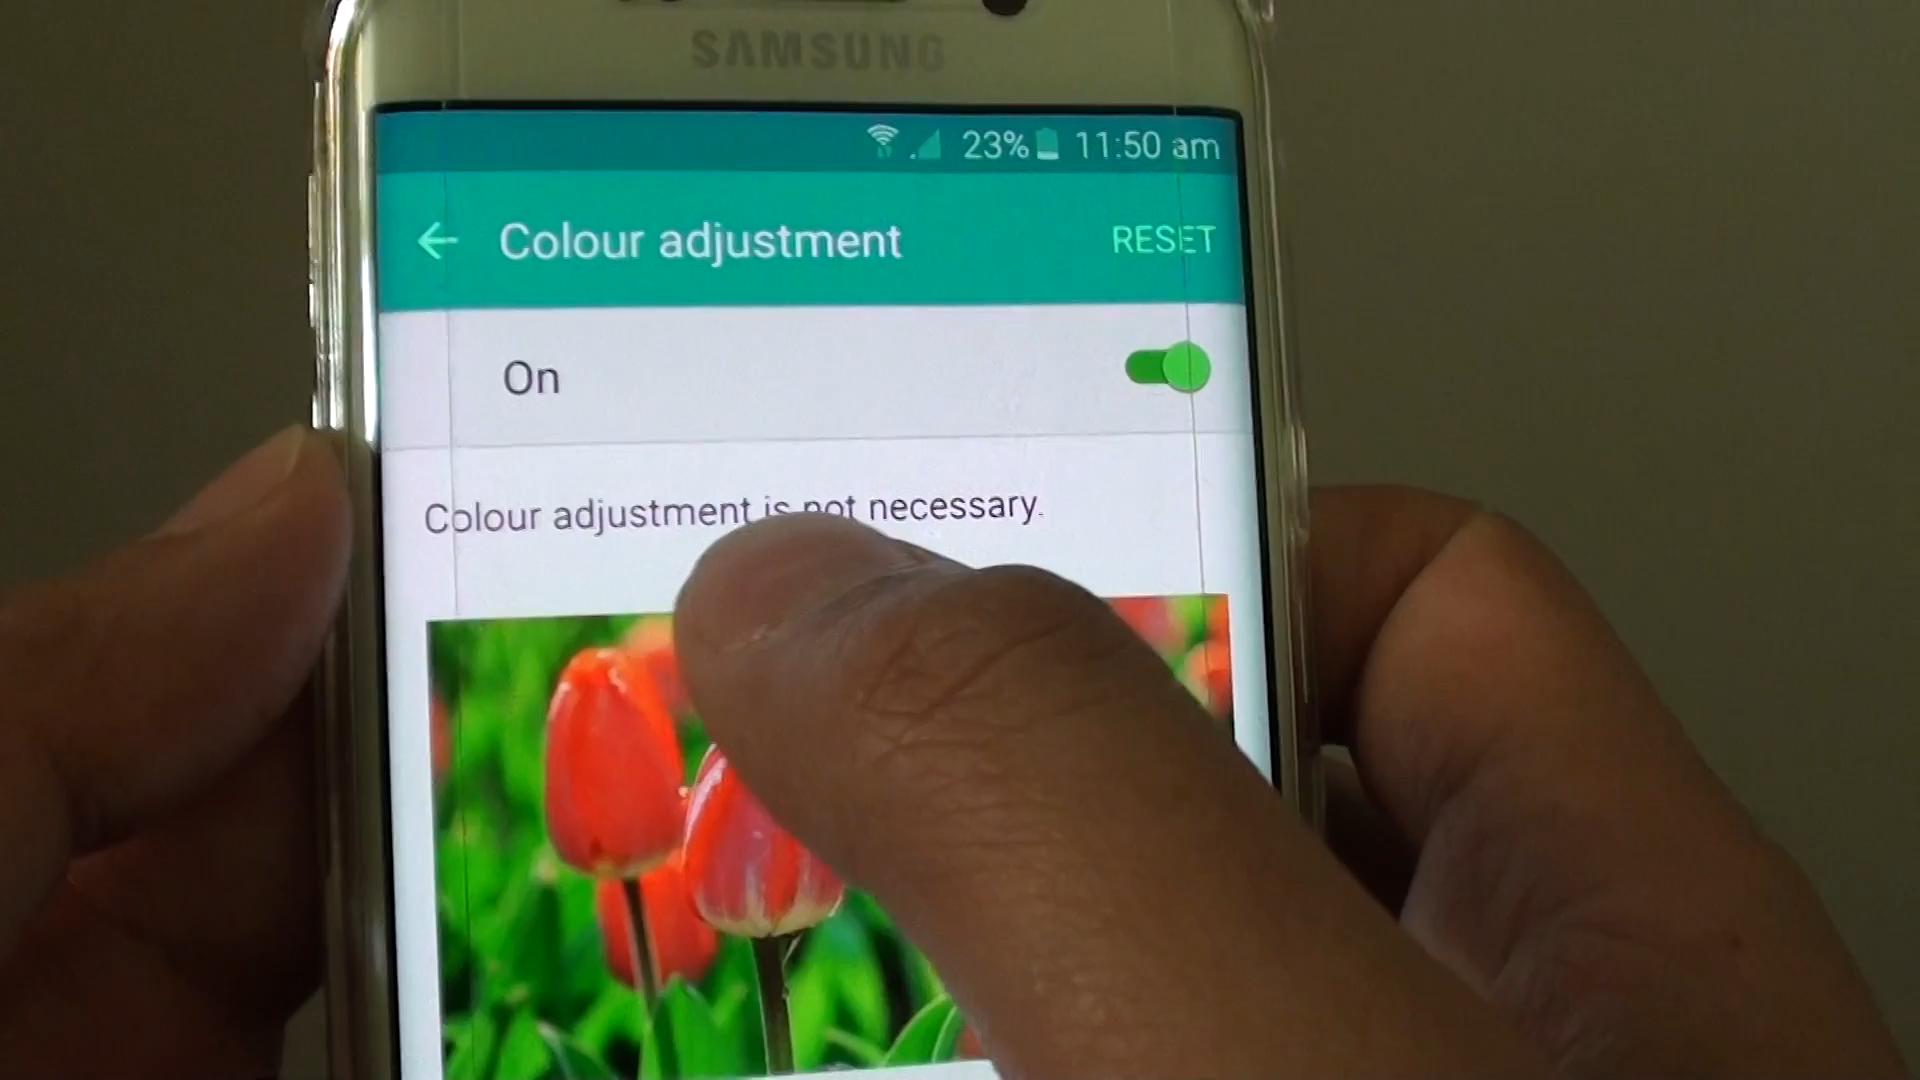 SAMSUNG
23% 11:50 am
Colour adjustment RESET
On
Colour adjustment is not necessary.